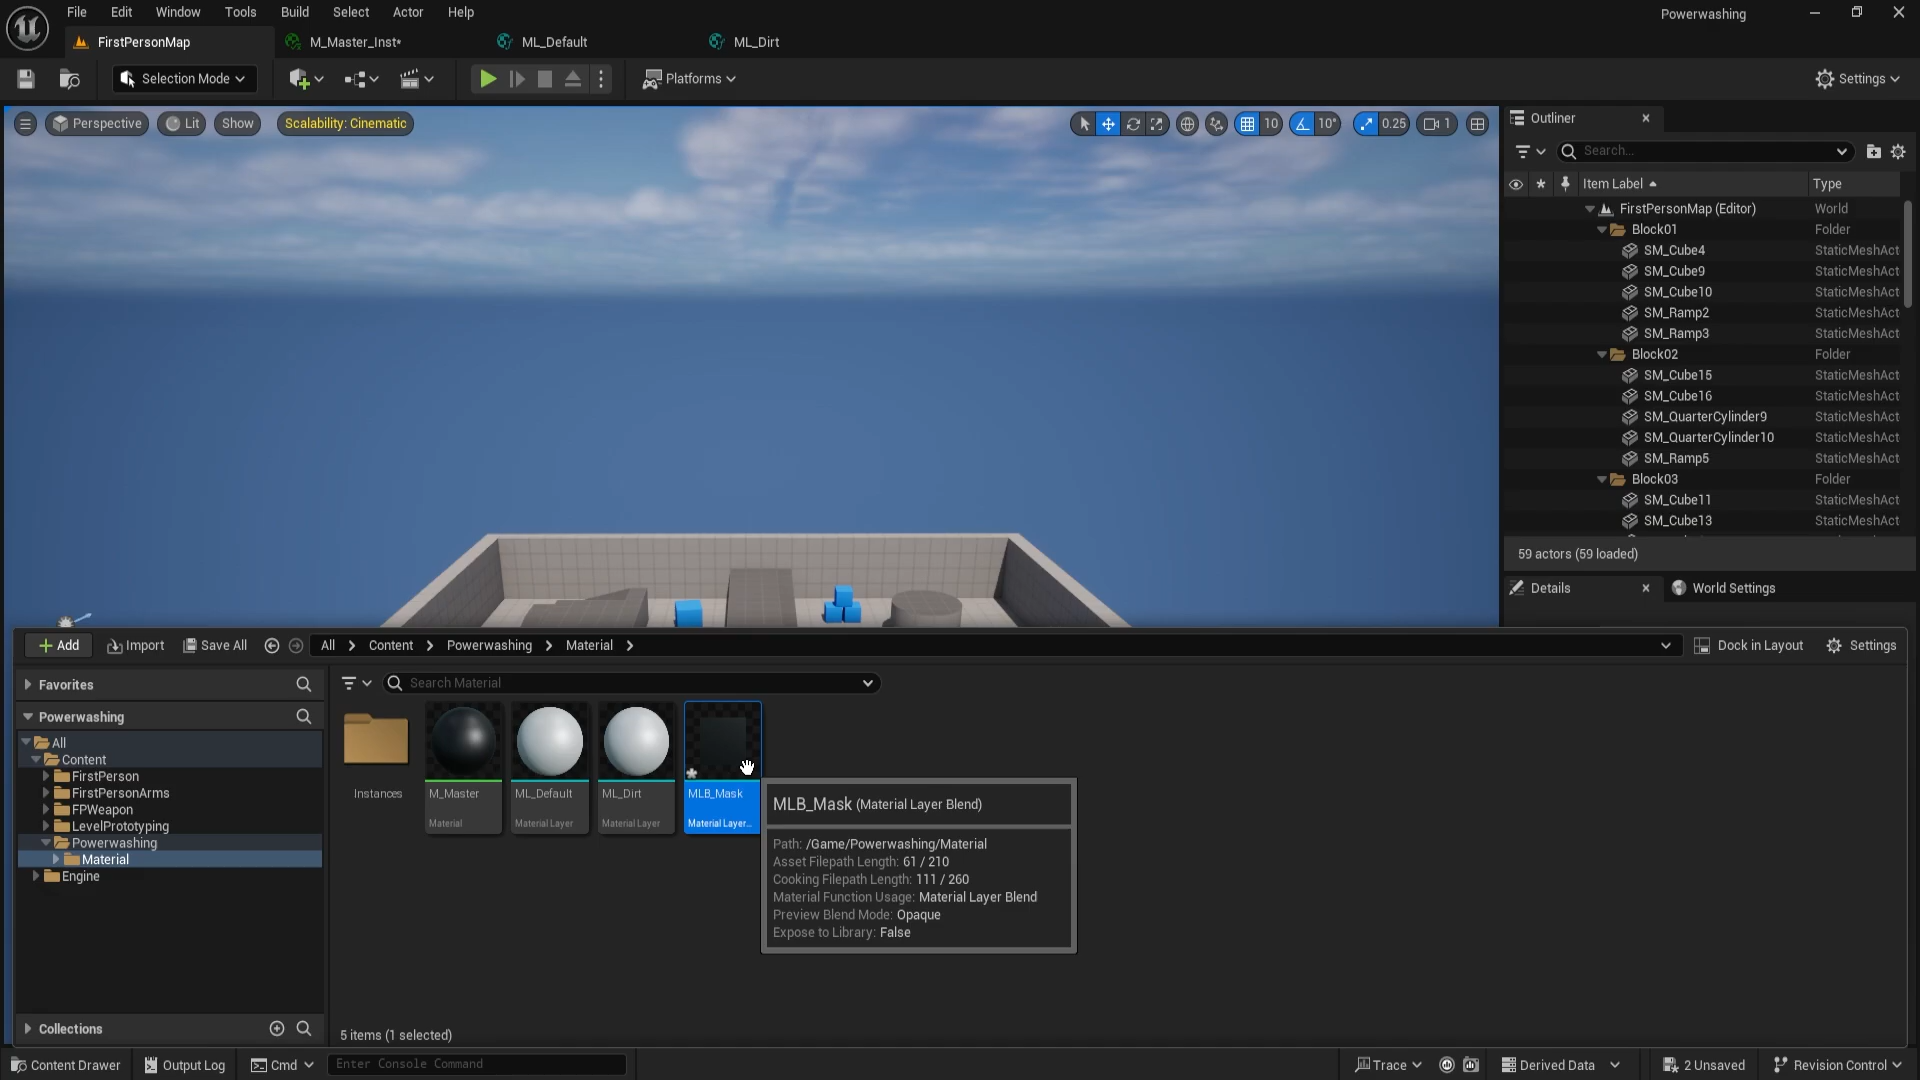 File Edit Window Tools Build Select Actor Help
Powerwashing
FirstPersonMap M_Master_Inst* ML_Default ML_Dirt
Selection Mode Platforms Settings
Perspective Lit Show Scalability: Cinematic 10 10° 0.25 1
Outliner
Search...
Item Label Type
FirstPersonMap (Editor) World
Block01 Folder
SM_Cube4 StaticMeshAct
SM_Cube9 StaticMeshAct
SM_Cube10 StaticMeshAct
SM_Ramp2 StaticMeshAct
SM_Ramp3 StaticMeshAct
Block02 Folder
SM_Cube15 StaticMeshAct
SM_Cube16 StaticMeshAct
SM_QuarterCylinder9 StaticMeshAct
SM_QuarterCylinder10 StaticMeshAct
SM_Ramp5 StaticMeshAct
Block03 Folder
SM_Cube11 StaticMeshAct
SM_Cube13 StaticMeshAct
59 actors (59 loaded)
Details World Settings
Add Import Save All All Content Powerwashing Material Dock in Layout Settings
Favorites
Search Material
Powerwashing
All
Content
FirstPerson
FirstPersonArms
FPWeapon
LevelPrototyping
Powerwashing
Material
Engine
Collections
Instances
M_Master
Material
ML_Default
Material Layer
ML_Dirt
Material Layer
MLB_Mask
Material Layer...
MLB_Mask (Material Layer Blend)
Path: /Game/Powerwashing/Material
Asset Filepath Length: 61 / 210
Cooking Filepath Length: 111 / 260
Material Function Usage: Material Layer Blend
Preview Blend Mode: Opaque
Expose to Library: False
5 items (1 selected)
Content Drawer Output Log Cmd Enter Console Command Trace Derived Data 2 Unsaved Revision Control